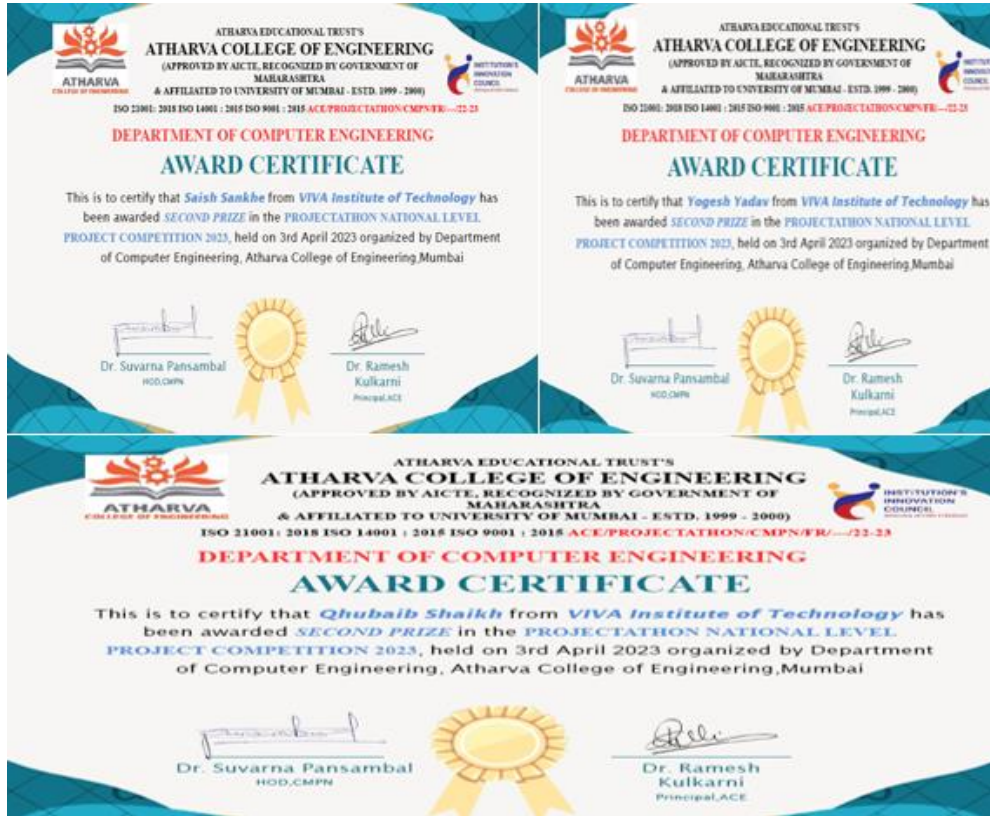 ATHARVA
COLLEGE OF ENGINEERING
ATHARVA EDUCATIONAL TRUST'S
ATHARVA COLLEGE OF ENGINEERING
(APPROVED BY AICTE, RECOGNIZED BY GOVERNMENT OF
MAHARASHTRA
& AFFILIATED TO UNIVERSITY OF MUMBAI - ESTD. 1999 - 2000)
INSTITUTION'S
INNOVATION
COUNCIL
ISO 21001: 2018 ISO 14001 : 2015 ISO 9001 : 2015 ACE/PROJECTATHON/CMPN/FR/---/22-23
DEPARTMENT OF COMPUTER ENGINEERING
AWARD CERTIFICATE
This is to certify that Saish Sankhe from VIVA Institute of Technology has
been awarded SECOND PRIZE in the PROJECTATHON NATIONAL LEVEL
PROJECT COMPETITION 2023, held on 3rd April 2023 organized by Department
of Computer Engineering, Atharva College of Engineering,Mumbai
Dr. Suvarna Pansambal
HOD,CMPN
Dr. Ramesh
Kulkarni
Principal,ACE
ATHARVA
COLLEGE OF ENGINEERING
ATHARVA EDUCATIONAL TRUST'S
ATHARVA COLLEGE OF ENGINEERING
(APPROVED BY AICTE, RECOGNIZED BY GOVERNMENT OF
MAHARASHTRA
& AFFILIATED TO UNIVERSITY OF MUMBAI - ESTD. 1999 - 2000)
ISO 21001: 2018 ISO 14001 : 2015 ISO 9001 : 2015 ACE/PROJECTATHON/CMPN/FR/---/22-23
DEPARTMENT OF COMPUTER ENGINEERING
AWARD CERTIFICATE
This is to certify that Yogesh Yadav from VIVA Institute of Technology has
been awarded SECOND PRIZE in the PROJECTATHON NATIONAL LEVEL
PROJECT COMPETITION 2023, held on 3rd April 2023 organized by Department
of Computer Engineering, Atharva College of Engineering,Mumbai
Dr. Suvarna Pansambal
HOD,CMPN
Dr. Ramesh
Kulkarni
Principal,ACE
ATHARVA
COLLEGE OF ENGINEERING
ATHARVA EDUCATIONAL TRUST'S
ATHARVA COLLEGE OF ENGINEERING
(APPROVED BY AICTE, RECOGNIZED BY GOVERNMENT OF
MAHARASHTRA
& AFFILIATED TO UNIVERSITY OF MUMBAI - ESTD. 1999 - 2000)
INSTITUTION'S
INNOVATION
COUNCIL
ISO 21001: 2018 ISO 14001 : 2015 ISO 9001 : 2015 ACE/PROJECTATHON/CMPN/FR/---/22-23
DEPARTMENT OF COMPUTER ENGINEERING
AWARD CERTIFICATE
This is to certify that Qhubaib Shaikh from VIVA Institute of Technology has
been awarded SECOND PRIZE in the PROJECTATHON NATIONAL LEVEL
PROJECT COMPETITION 2023, held on 3rd April 2023 organized by Department
of Computer Engineering, Atharva College of Engineering,Mumbai
Dr. Suvarna Pansambal
HOD,CMPN
Dr. Ramesh
Kulkarni
Principal,ACE